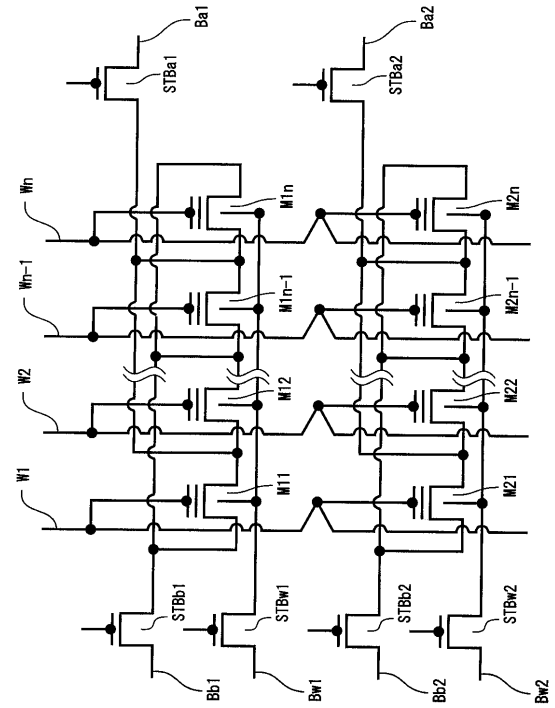 Ba1
STBa1
Ba2
STBa2
Wn
M1n
M2n
Wn-1
M1n-1
M2n-1
W2
M12
M22
W1
M11
M21
STBb1
STBw1
STBb2
STBw2
Bb1
Bw1
Bb2
Bw2